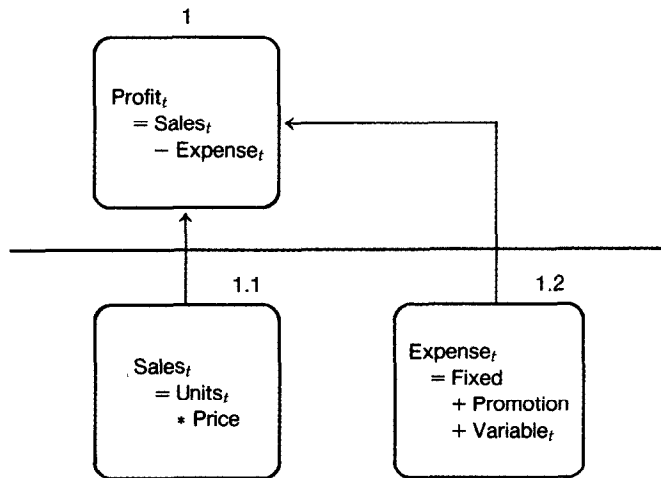 1
Profitₜ
= Salesₜ
− Expenseₜ
1.1
Salesₜ
= Unitsₜ
* Price
1.2
Expenseₜ
= Fixed
+ Promotion
+ Variableₜ